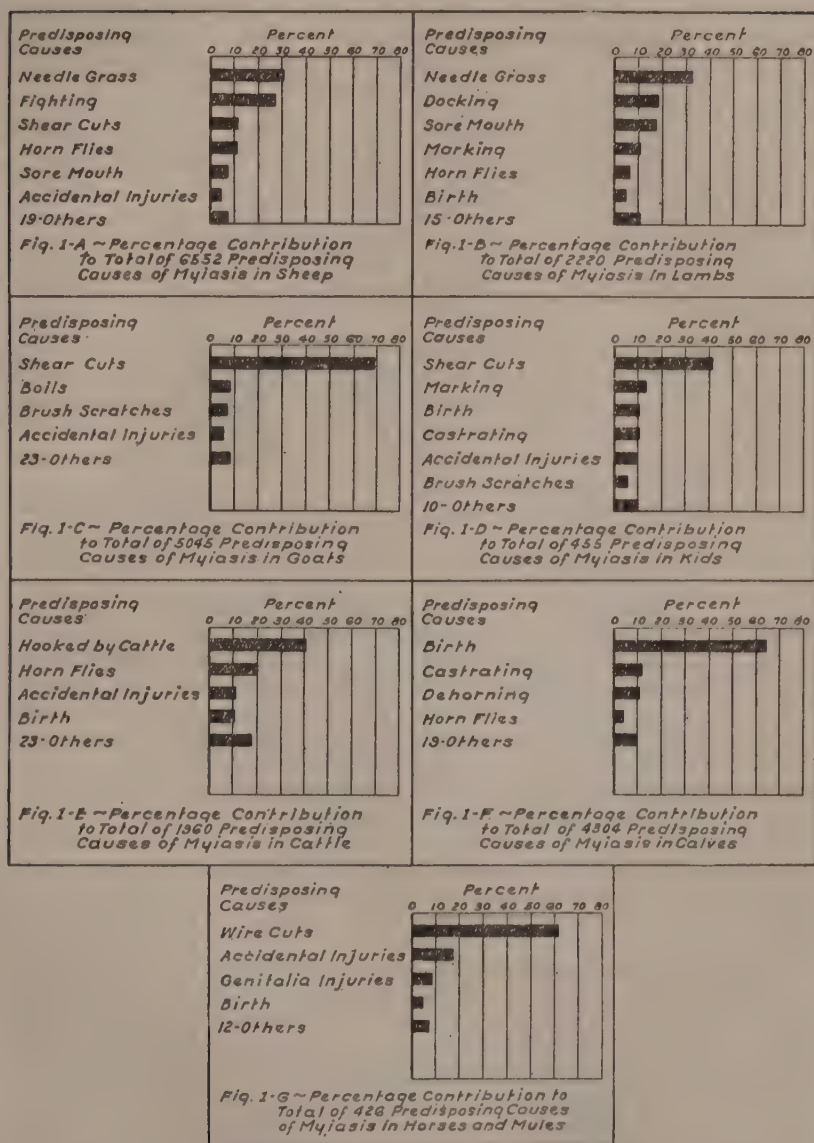 Predisposing Causes
Percent
0 10 20 30 40 50 60 70 80
Needle Grass
Fighting
Shear Cuts
Horn Flies
Sore Mouth
Accidental Injuries
19-Others
Fig. 1-A ~ Percentage Contribution
to Total of 6552 Predisposing
Causes of Myiasis in Sheep
Predisposing Causes
Percent
0 10 20 30 40 50 60 70 80
Needle Grass
Docking
Sore Mouth
Marking
Horn Flies
Birth
15-Others
Fig. 1-B ~ Percentage Contribution
to Total of 2220 Predisposing
Causes of Myiasis in Lambs
Predisposing Causes
Percent
0 10 20 30 40 50 60 70 80
Shear Cuts
Boils
Brush Scratches
Accidental Injuries
23-Others
Fig. 1-C ~ Percentage Contribution
to Total of 5045 Predisposing
Causes of Myiasis in Goats
Predisposing Causes
Percent
0 10 20 30 40 50 60 70 80
Shear Cuts
Marking
Birth
Castrating
Accidental Injuries
Brush Scratches
10-Others
Fig. 1-D ~ Percentage Contribution
to Total of 455 Predisposing
Causes of Myiasis in Kids
Predisposing Causes
Percent
0 10 20 30 40 50 60 70 80
Hooked by Cattle
Horn Flies
Accidental Injuries
Birth
23-Others
Fig. 1-E ~ Percentage Contribution
to Total of 1960 Predisposing
Causes of Myiasis in Cattle
Predisposing Causes
Percent
0 10 20 30 40 50 60 70 80
Birth
Castrating
Dehorning
Horn Flies
19-Others
Fig. 1-F ~ Percentage Contribution
to Total of 4304 Predisposing
Causes of Myiasis in Calves
Predisposing Causes
Percent
0 10 20 30 40 50 60 70 80
Wire Cuts
Accidental Injuries
Genitalia Injuries
Birth
12-Others
Fig. 1-G ~ Percentage Contribution to
Total of 426 Predisposing Causes
of Myiasis in Horses and Mules